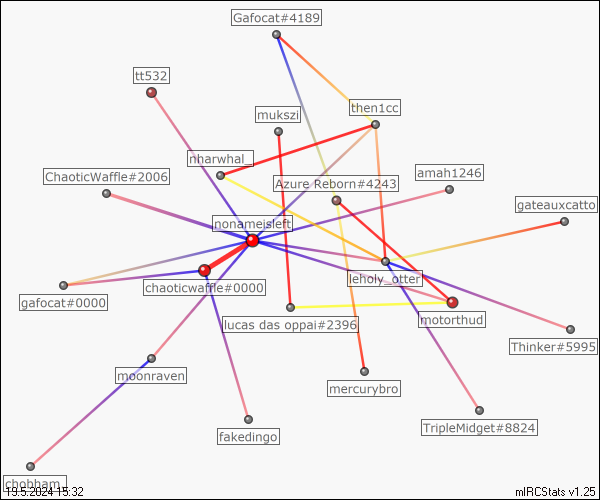 Gafocat#4189
tt532
then1cc
mukszi
nharwhal_
ChaoticWaffle#2006
amah1246
Azure Reborn#4243
gateauxcatto
nonameisleft
leholy_otter
chaoticwaffle#0000
gafocat#0000
motorthud
lucas das oppai#2396
Thinker#5995
moonraven
mercurybro
TripleMidget#8824
fakedingo
chobham_
19.5.2024 15:32
mIRCStats v1.25